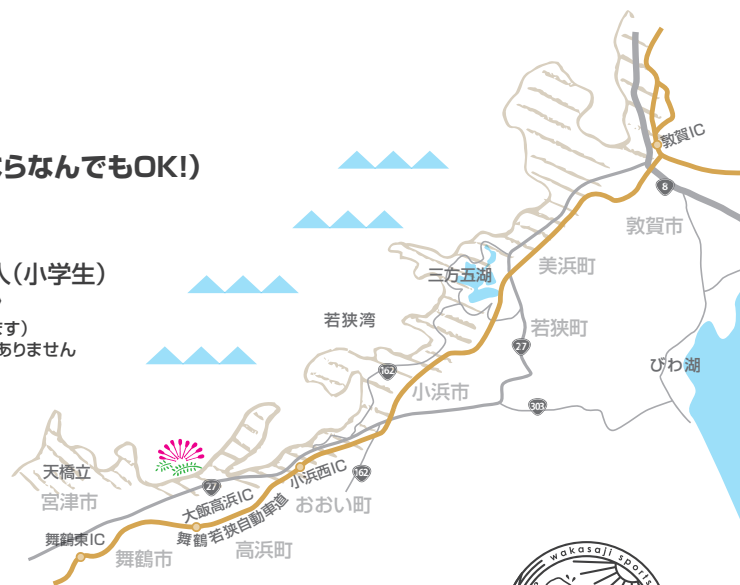 らなんでもOK!)
人(小学生)
ます)
ありません
敦賀IC
8
敦賀市
美浜町
三方五湖
若狭湾
若狭町
27
びわ湖
162
小浜市
303
天橋立
宮津市
27
小浜西IC
162
大飯高浜IC
おおい町
舞鶴若狭自動車道
舞鶴東IC
舞鶴市
高浜町
wakasaji sports